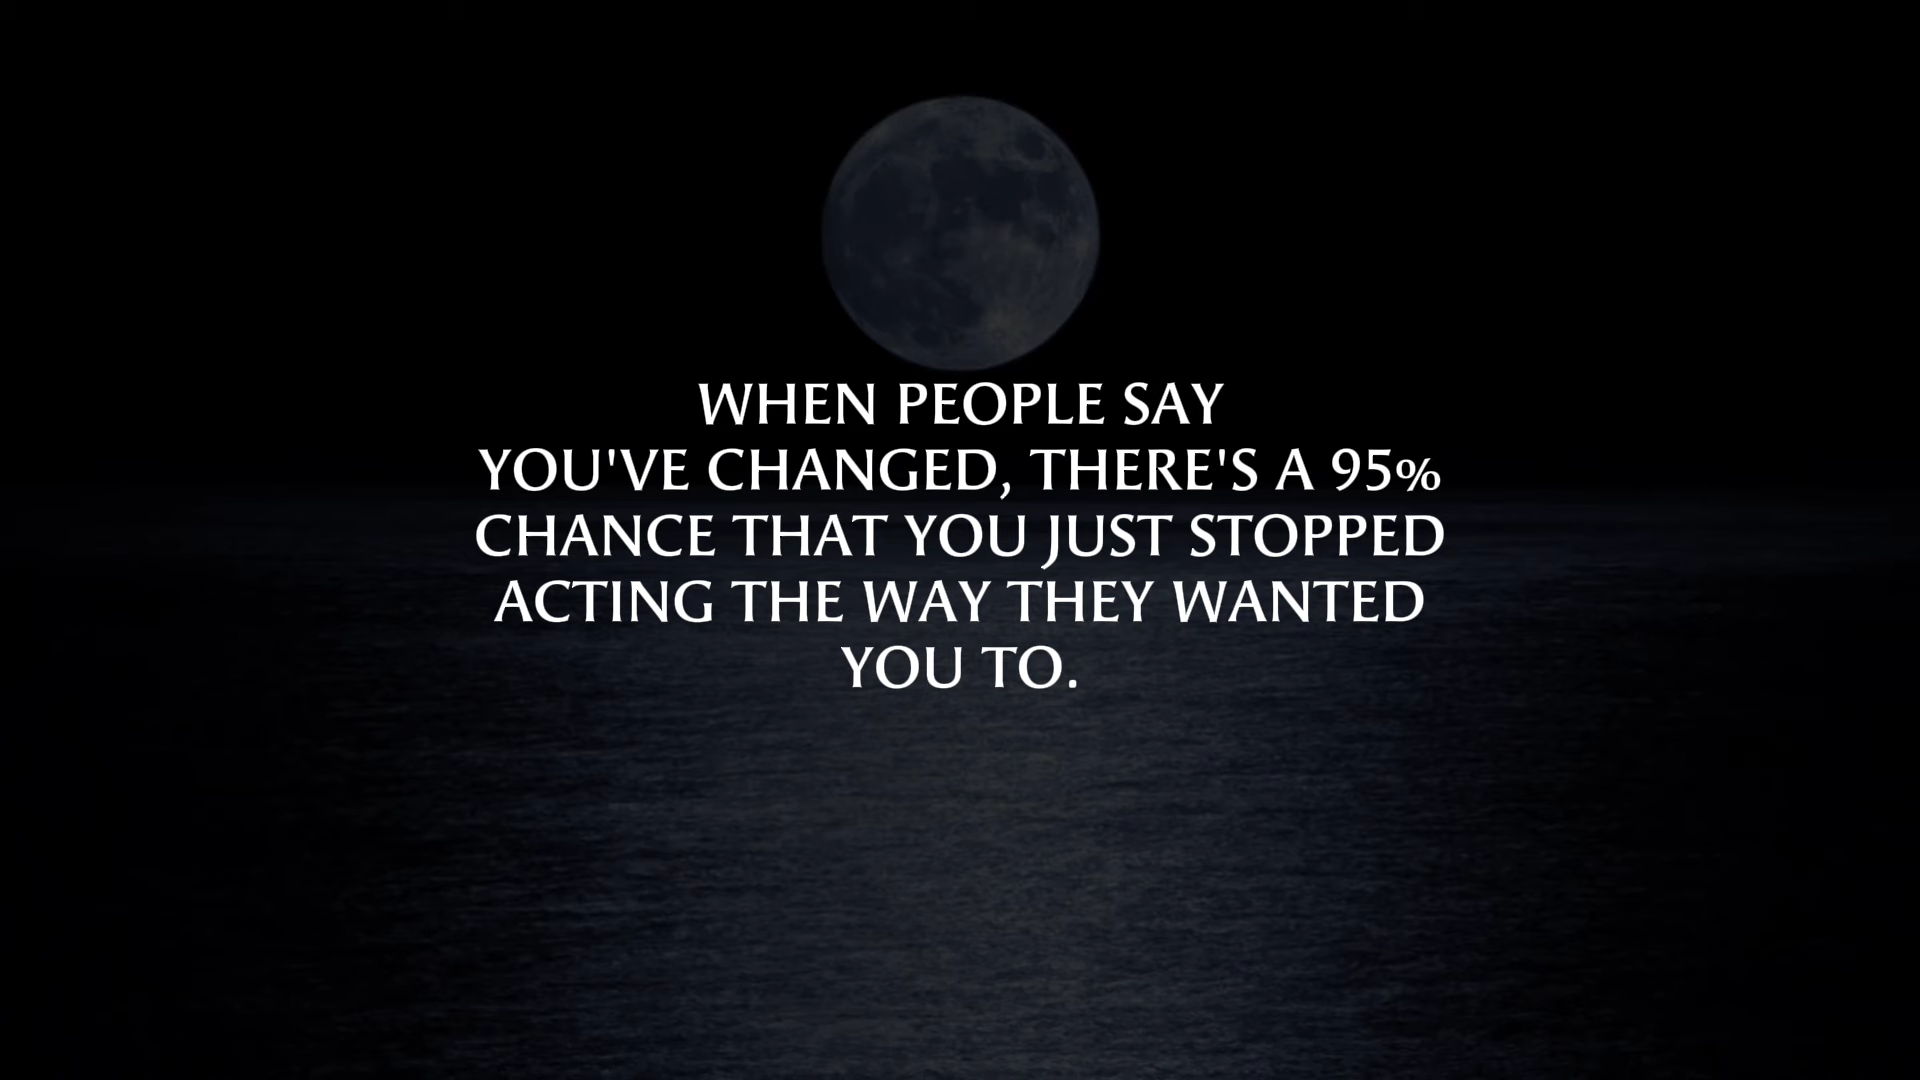 WHEN PEOPLE SAY
YOU'VE CHANGED, THERE'S A 95%
CHANCE THAT YOU JUST STOPPED
ACTING THE WAY THEY WANTED
YOU TO.